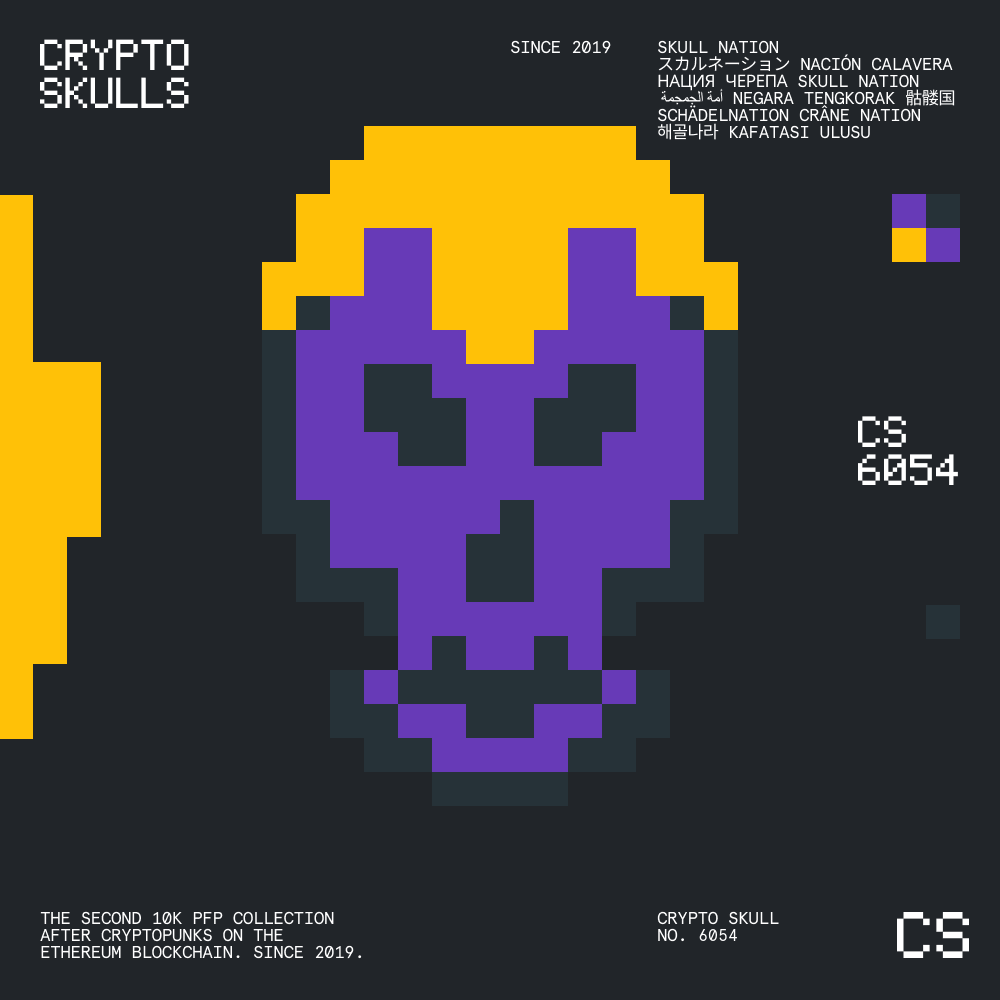 CRYPTO
SKULLS
SINCE 2019
SKULL NATION
スカルネーション NACIÓN CALAVERA
НАЦИЯ ЧЕРЕПА SKULL NATION
أمة الجمجمة NEGARA TENGKORAK 骷髅国
SCHÄDELNATION CRÂNE NATION
해골나라 KAFATASI ULUSU
CS
6054
THE SECOND 10K PFP COLLECTION
AFTER CRYPTOPUNKS ON THE
ETHEREUM BLOCKCHAIN. SINCE 2019.
CRYPTO SKULL
NO. 6054
CS